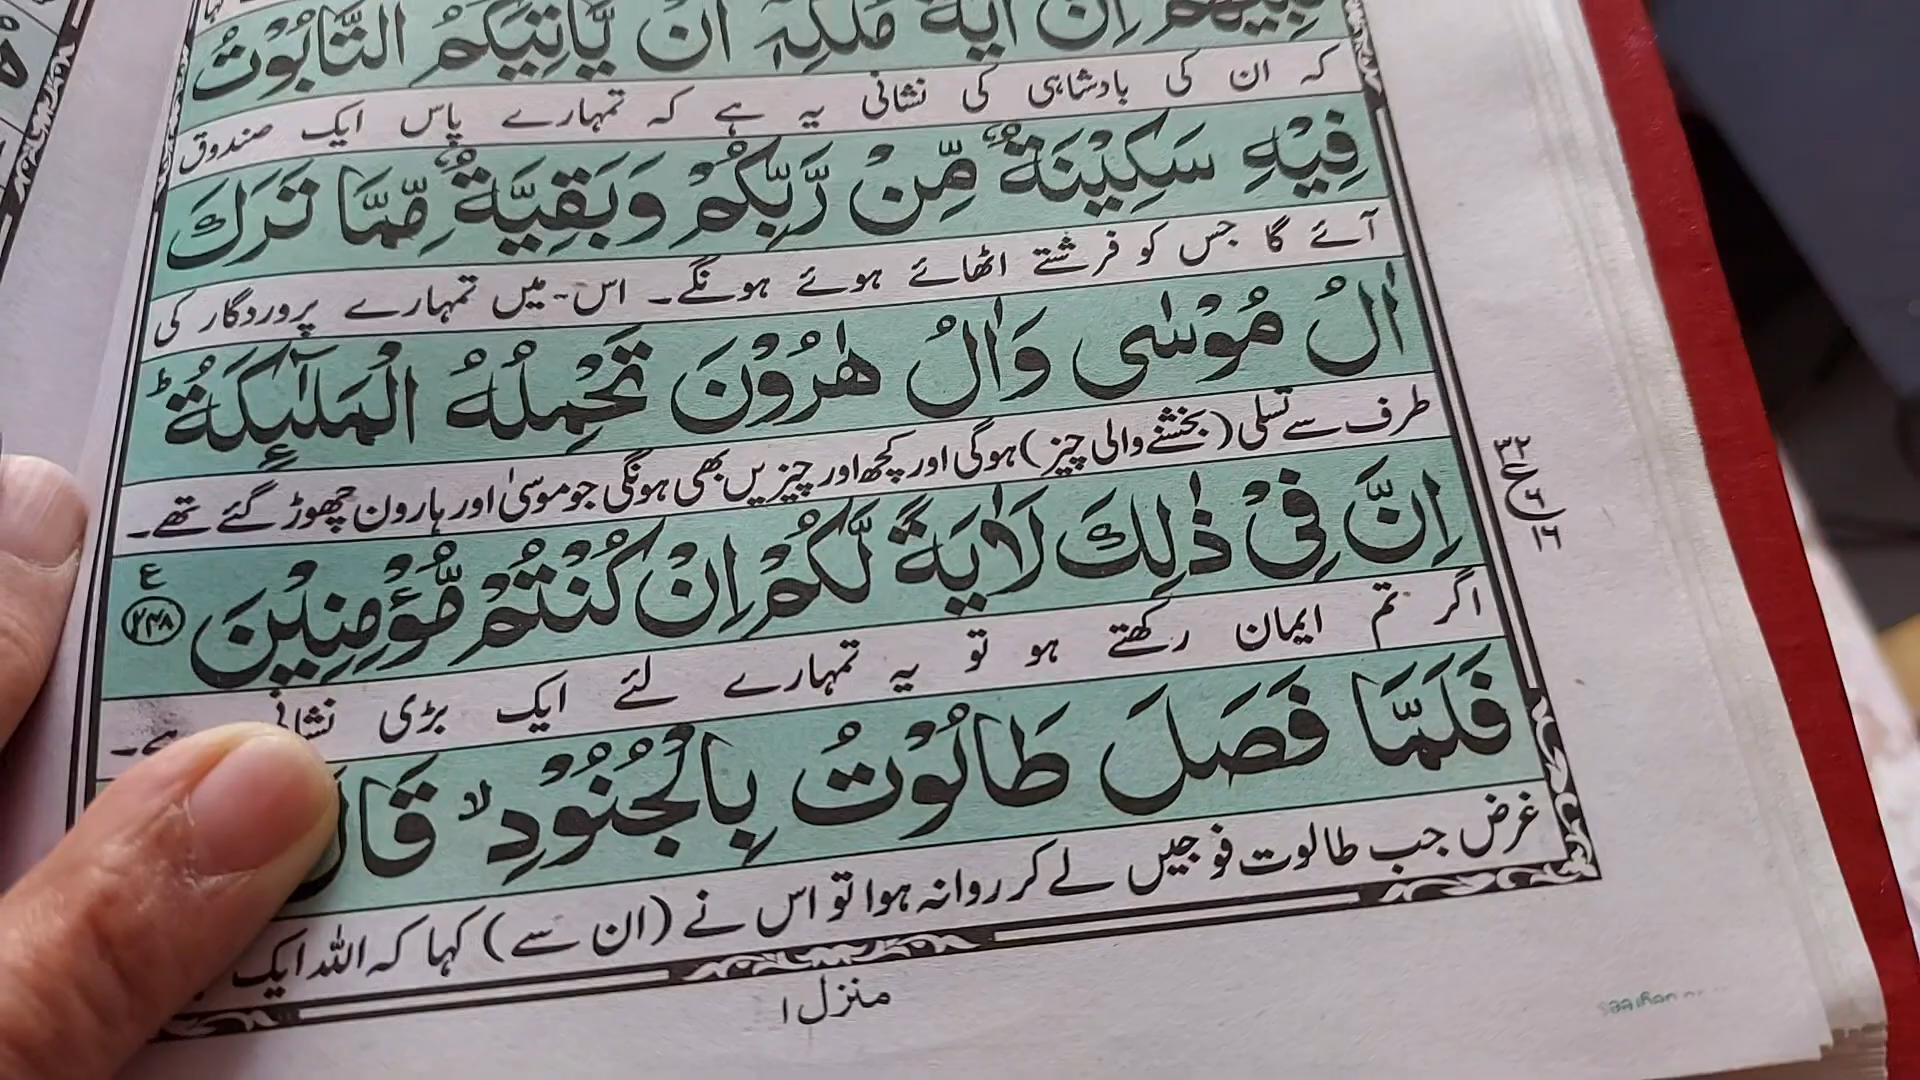 نَبِيُّهُمْ اِنَّ اٰيَةَ مُلْكِهٖۤ اَنْ يَّاْتِيَكُمُ التَّابُوْتُ
کہ ان کی بادشاہی کی نشانی یہ ہے کہ تمہارے پاس ایک صندوق
فِيْهِ سَكِيْنَةٌ مِّنْ رَّبِّكُمْ وَبَقِيَّةٌ مِّمَّا تَرَكَ
آئے گا جس کو فرشتے اٹھائے ہوئے ہونگے۔ اس میں تمہارے پروردگار کی
اٰلُ مُوْسٰى وَاٰلُ هٰرُوْنَ تَحْمِلُهُ الْمَلٰٓئِكَةُ ؕ
طرف سے تسلی (بخشنے والی چیز) ہوگی اور کچھ اور چیزیں بھی ہونگی جو موسیٰ اور ہارون چھوڑ گئے تھے۔
اِنَّ فِيْ ذٰلِكَ لَاٰيَةً لَّكُمْ اِنْ كُنْتُمْ مُّؤْمِنِيْنَ ۲۴۸ ع
اگر تم ایمان رکھتے ہو تو یہ تمہارے لئے ایک بڑی نشانی ہے۔
فَلَمَّا فَصَلَ طَالُوْتُ بِالْجُنُوْدِ ۙ قَالَ
غرض جب طالوت فوجیں لے کر روانہ ہوا تو اس نے (ان سے) کہا کہ اللہ ایک
منزل ۱
۳۲
ع
۱۶